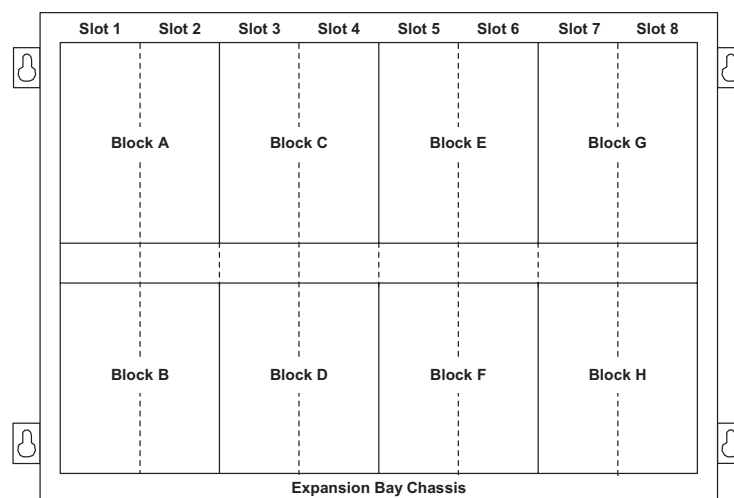 Slot 1 Slot 2 Slot 3 Slot 4 Slot 5 Slot 6 Slot 7 Slot 8
Block A Block C Block E Block G
Block B Block D Block F Block H
Expansion Bay Chassis